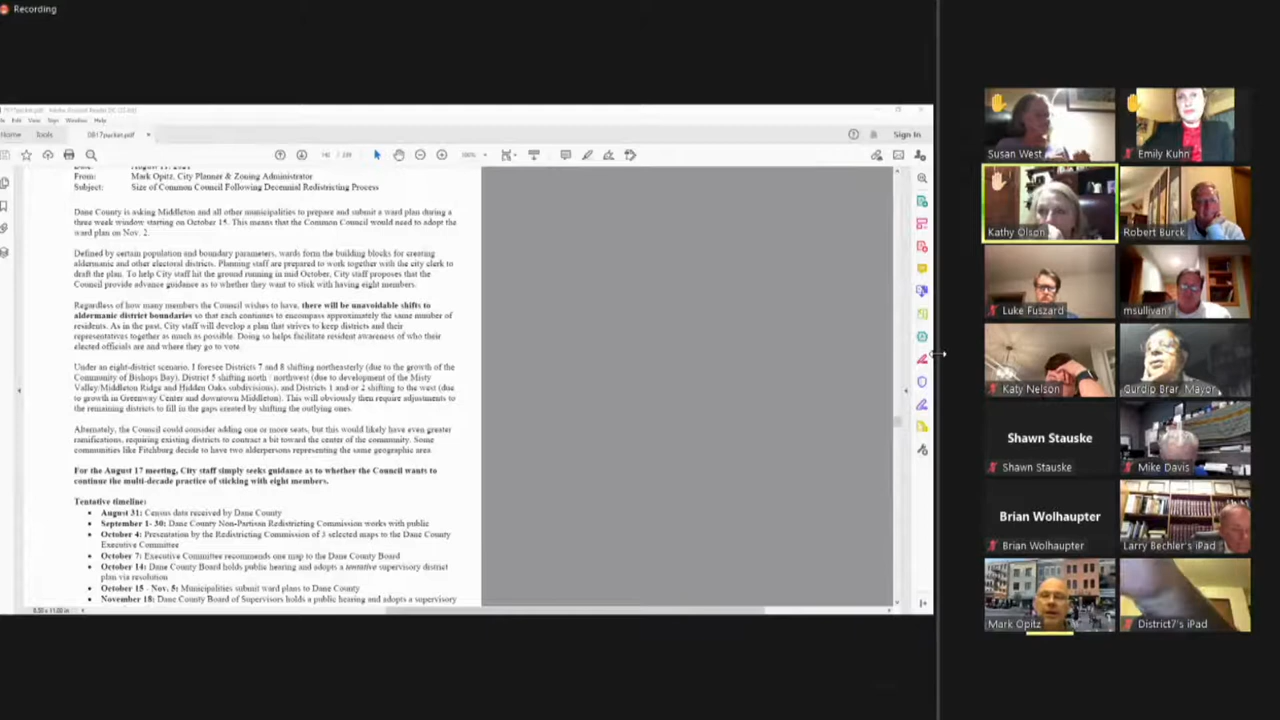 Recording
Edit View Sign Window Help
Home Tools DB17packet.pdf Sign In
142 / 239 100%
From: Mark Opitz, City Planner & Zoning Administrator
Subject: Size of Common Council Following Decennial Redistricting Process
Dane County is asking Middleton and all other municipalities to prepare and submit a ward plan during a
three week window starting on October 15. This means that the Common Council would need to adopt the
ward plan on Nov. 2.
Defined by certain population and boundary parameters, wards form the building blocks for creating
aldermanic and other electoral districts. Planning staff are prepared to work together with the city clerk to
draft the plan. To help City staff hit the ground running in mid October, City staff proposes that the
Council provide advance guidance as to whether they want to stick with having eight members.
Regardless of how many members the Council wishes to have, there will be unavoidable shifts to
aldermanic district boundaries so that each continues to encompass approximately the same number of
residents. As in the past, City staff will develop a plan that strives to keep districts and their
representatives together as much as possible. Doing so helps facilitate resident awareness of who their
elected officials are and where they go to vote.
Under an eight-district scenario, I foresee Districts 7 and 8 shifting northeasterly (due to the growth of the
Community of Bishops Bay), District 5 shifting north - northwest (due to development of the Misty
Valley/Middleton Ridge and Hidden Oaks subdivisions), and Districts 1 and/or 2 shifting to the west (due
to growth in Greenway Center and downtown Middleton). This will obviously then require adjustments to
the remaining districts to fill in the gaps created by shifting the outlying ones.
Alternately, the Council could consider adding one or more seats, but this would likely have even greater
ramifications, requiring existing districts to contract a bit toward the center of the community. Some
communities like Fitchburg decide to have two alderpersons representing the same geographic area.
For the August 17 meeting, City staff simply seeks guidance as to whether the Council wants to
continue the multi-decade practice of sticking with eight members.
Tentative timeline:
• August 31: Census data received by Dane County
• September 1- 30: Dane County Non-Partisan Redistricting Commission works with public
• October 4: Presentation by the Redistricting Commission of 3 selected maps to the Dane County
Executive Committee
• October 7: Executive Committee recommends one map to the Dane County Board
• October 14: Dane County Board holds public hearing and adopts a tentative supervisory district
plan via resolution
• October 15 - Nov. 5: Municipalities submit ward plans to Dane County
• November 18: Dane County Board of Supervisors holds a public hearing and adopts a supervisory
8.50 x 11.00 in
Susan West
Emily Kuhn
Kathy Olson
Robert Burck
Luke Fuszard
msullivan1
Katy Nelson
Gurdip Brar, Mayor
Shawn Stauske
Shawn Stauske
Mike Davis
Brian Wolhaupter
Brian Wolhaupter
Larry Bechler's iPad
Mark Opitz
District7's iPad